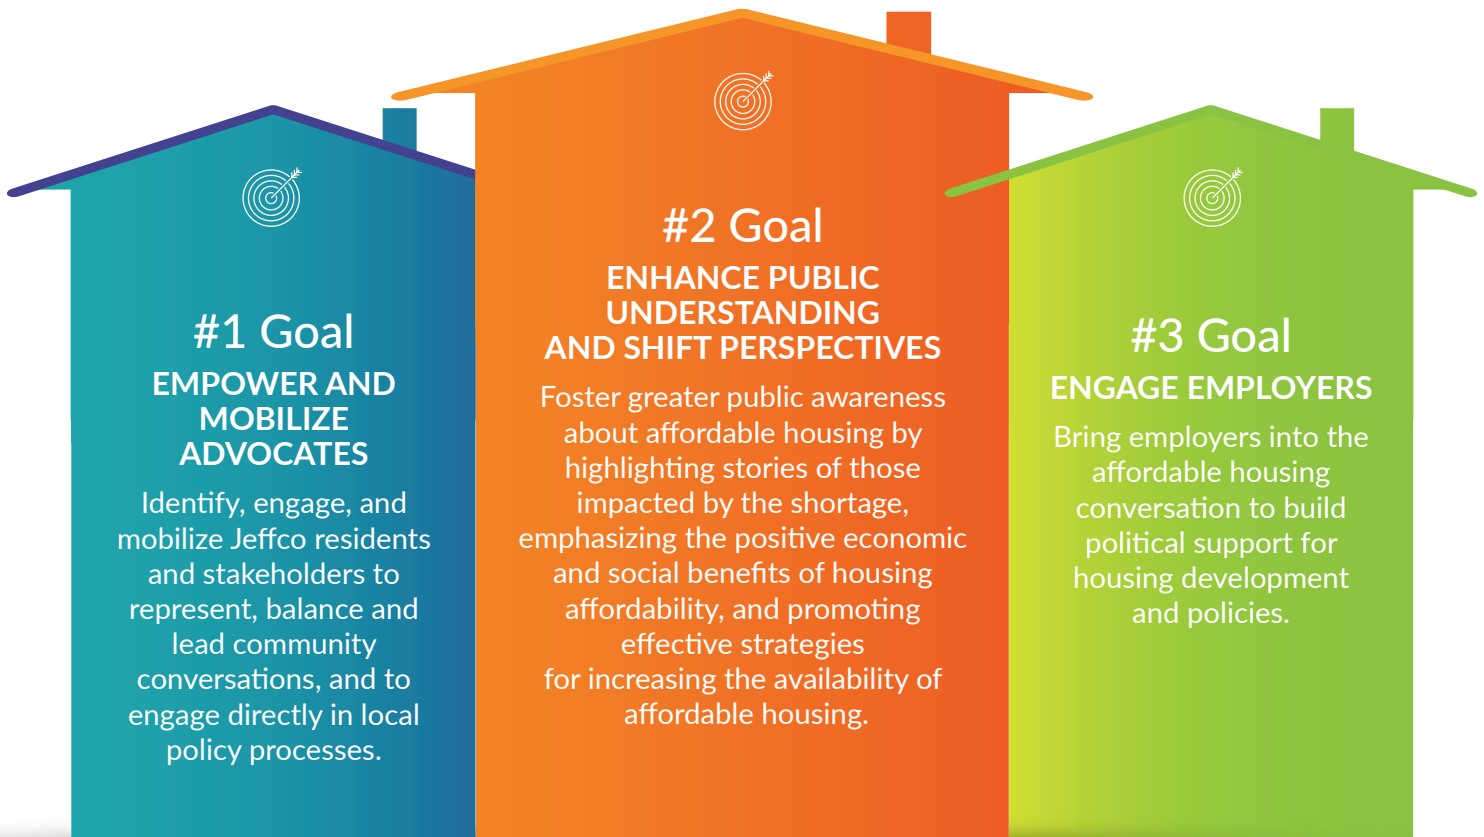 #1 Goal
EMPOWER AND
MOBILIZE
ADVOCATES
Identify, engage, and
mobilize Jeffco residents
and stakeholders to
represent, balance and
lead community
conversations, and to
engage directly in local
policy processes.
#2 Goal
ENHANCE PUBLIC
UNDERSTANDING
AND SHIFT PERSPECTIVES
Foster greater public awareness
about affordable housing by
highlighting stories of those
impacted by the shortage,
emphasizing the positive economic
and social benefits of housing
affordability, and promoting
effective strategies
for increasing the availability of
affordable housing.
#3 Goal
ENGAGE EMPLOYERS
Bring employers into the
affordable housing
conversation to build
political support for
housing development
and policies.